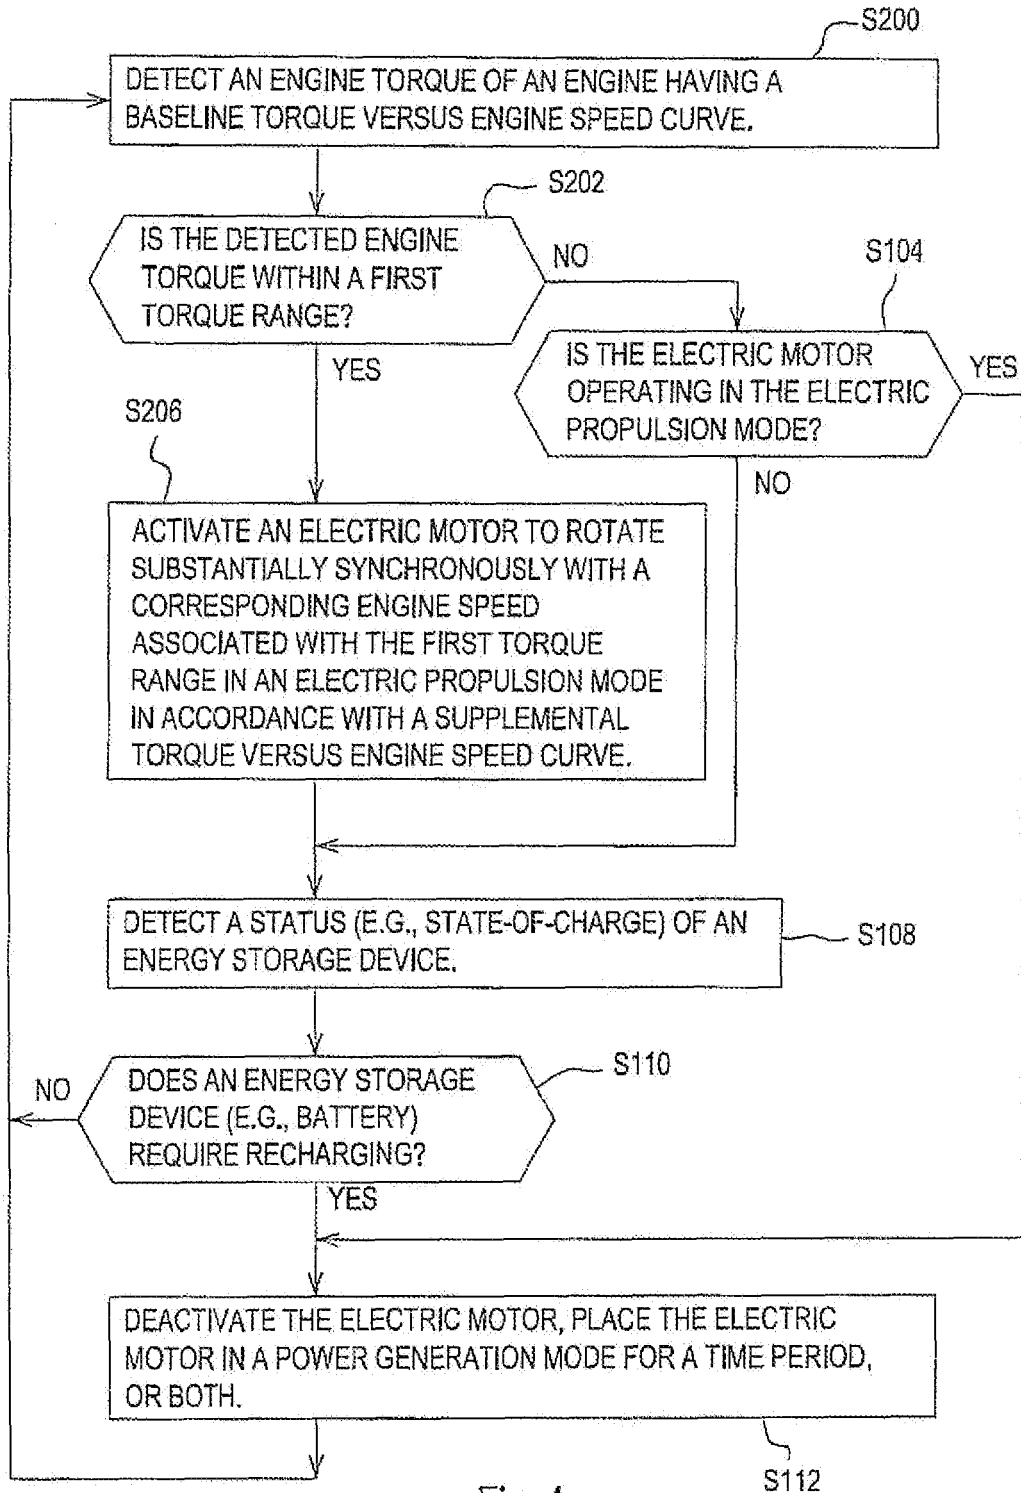 S200
DETECT AN ENGINE TORQUE OF AN ENGINE HAVING A
BASELINE TORQUE VERSUS ENGINE SPEED CURVE.
S202
IS THE DETECTED ENGINE
TORQUE WITHIN A FIRST
TORQUE RANGE?
NO
YES
S104
IS THE ELECTRIC MOTOR
OPERATING IN THE ELECTRIC
PROPULSION MODE?
YES
NO
S206
ACTIVATE AN ELECTRIC MOTOR TO ROTATE
SUBSTANTIALLY SYNCHRONOUSLY WITH A
CORRESPONDING ENGINE SPEED
ASSOCIATED WITH THE FIRST TORQUE
RANGE IN AN ELECTRIC PROPULSION MODE
IN ACCORDANCE WITH A SUPPLEMENTAL
TORQUE VERSUS ENGINE SPEED CURVE.
DETECT A STATUS (E.G., STATE-OF-CHARGE) OF AN
ENERGY STORAGE DEVICE.
S108
NO
DOES AN ENERGY STORAGE
DEVICE (E.G., BATTERY)
REQUIRE RECHARGING?
S110
YES
DEACTIVATE THE ELECTRIC MOTOR, PLACE THE ELECTRIC
MOTOR IN A POWER GENERATION MODE FOR A TIME PERIOD,
OR BOTH.
S112